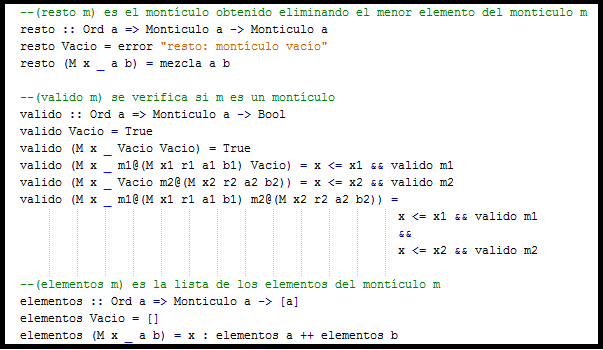 --(resto m) es el montículo obtenido eliminando el menor elemento del monticulo m
resto :: Ord a => Monticulo a -> Monticulo a
resto Vacio = error "resto: montículo vacío"
resto (M x _ a b) = mezcla a b
--(valido m) se verifica si m es un montículo
valido :: Ord a => Monticulo a -> Bool
valido Vacio = True
valido (M x _ Vacio Vacio) = True
valido (M x _ m1@(M x1 r1 a1 b1) Vacio) = x <= x1 && valido m1
valido (M x _ Vacio m2@(M x2 r2 a2 b2)) = x <= x2 && valido m2
valido (M x _ m1@(M x1 r1 a1 b1) m2@(M x2 r2 a2 b2)) =
x <= x1 && valido m1
&&
x <= x2 && valido m2
--(elementos m) es la lista de los elementos del montículo m
elementos :: Ord a => Monticulo a -> [a]
elementos Vacio = []
elementos (M x _ a b) = x : elementos a ++ elementos b